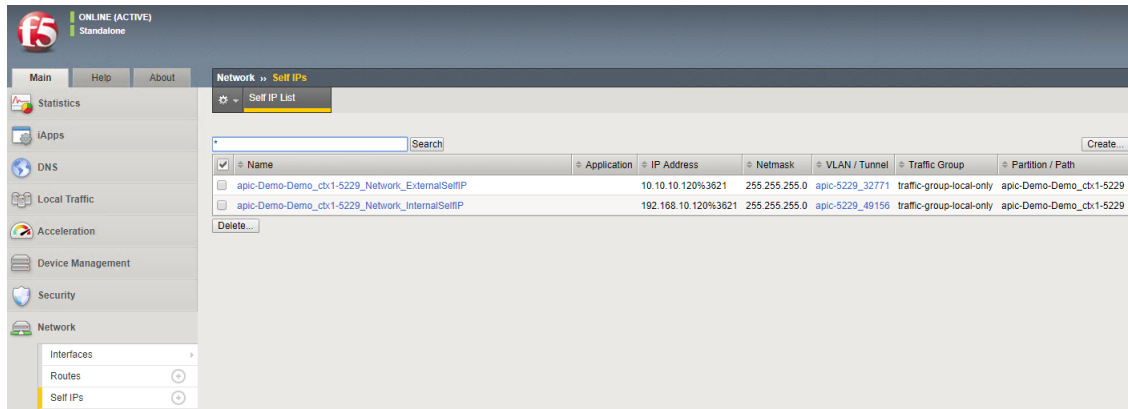 f5
ONLINE (ACTIVE)
Standalone
Main Help About
Network ›› Self IPs
Statistics
Self IP List
iApps
* Search Create...
DNS
Name Application IP Address Netmask VLAN / Tunnel Traffic Group Partition / Path
apic-Demo-Demo_ctx1-5229_Network_ExternalSelfIP 10.10.10.120%3621 255.255.255.0 apic-5229_32771 traffic-group-local-only apic-Demo-Demo_ctx1-5229
Local Traffic
apic-Demo-Demo_ctx1-5229_Network_InternalSelfIP 192.168.10.120%3621 255.255.255.0 apic-5229_49156 traffic-group-local-only apic-Demo-Demo_ctx1-5229
Delete...
Acceleration
Device Management
Security
Network
Interfaces
Routes
Self IPs